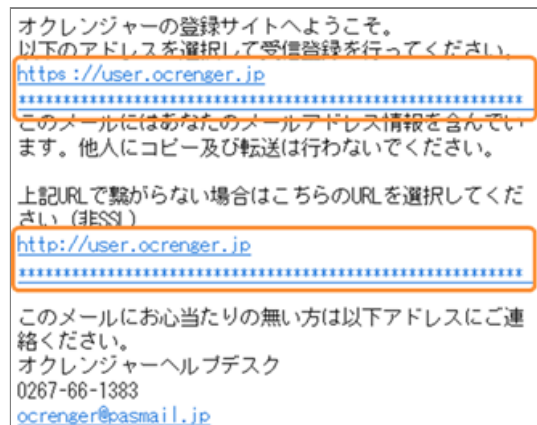 オクレンジャーの登録サイトへようこそ。
以下のアドレスを選択して受信登録を行ってください。
https://user.ocrenger.jp
*********************************************************
このメールにはあなたのメールアドレス情報を含んでい
ます。他人にコピー及び転送は行わないでください。
上記URLで繋がらない場合はこちらのURLを選択してくだ
さい（非SSL）
http://user.ocrenger.jp
*********************************************************
このメールにお心当たりの無い方は以下アドレスにご連
絡ください。
オクレンジャーヘルプデスク
0267-66-1383
ocrenger@pasmail.jp